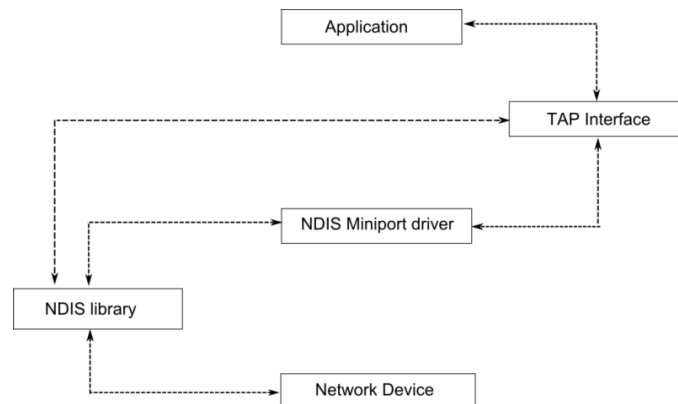 Application
TAP Interface
NDIS Miniport driver
NDIS library
Network Device